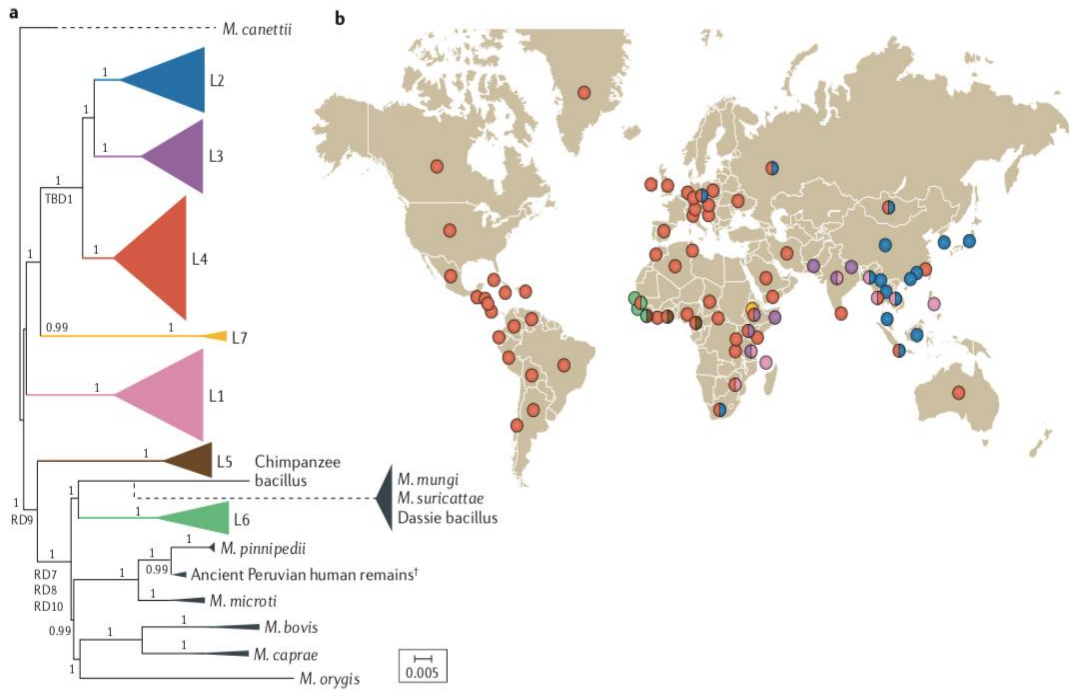 a
b
M. canettii
1
L2
1
1
L3
1
TBD1
1
L4
0.99
1
L7
1
L1
1
L5
Chimpanzee
bacillus
M. mungi
M. suricattae
Dassie bacillus
RD9
1
1
L6
1
RD7
RD8
RD10
1
1
1
M. pinnipedii
0.99
Ancient Peruvian human remains†
1
M. microti
0.99
1
1
M. bovis
1
M. caprae
1
M. orygis
0.005